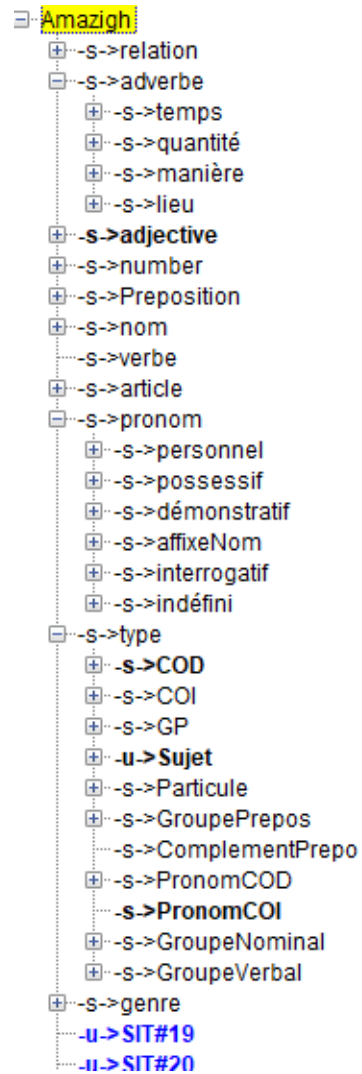 Amazigh
-s->relation
-s->adverbe
-s->temps
-s->quantité
-s->manière
-s->lieu
-s->adjective
-s->number
-s->Preposition
-s->nom
-s->verbe
-s->article
-s->pronom
-s->personnel
-s->possessif
-s->démonstratif
-s->affixeNom
-s->interrogatif
-s->indéfini
-s->type
-s->COD
-s->COI
-s->GP
-u->Sujet
-s->Particule
-s->GroupePrepos
-s->ComplementPrepo
-s->PronomCOD
-s->PronomCOI
-s->GroupeNominal
-s->GroupeVerbal
-s->genre
-u->SIT#19
-u->SIT#20